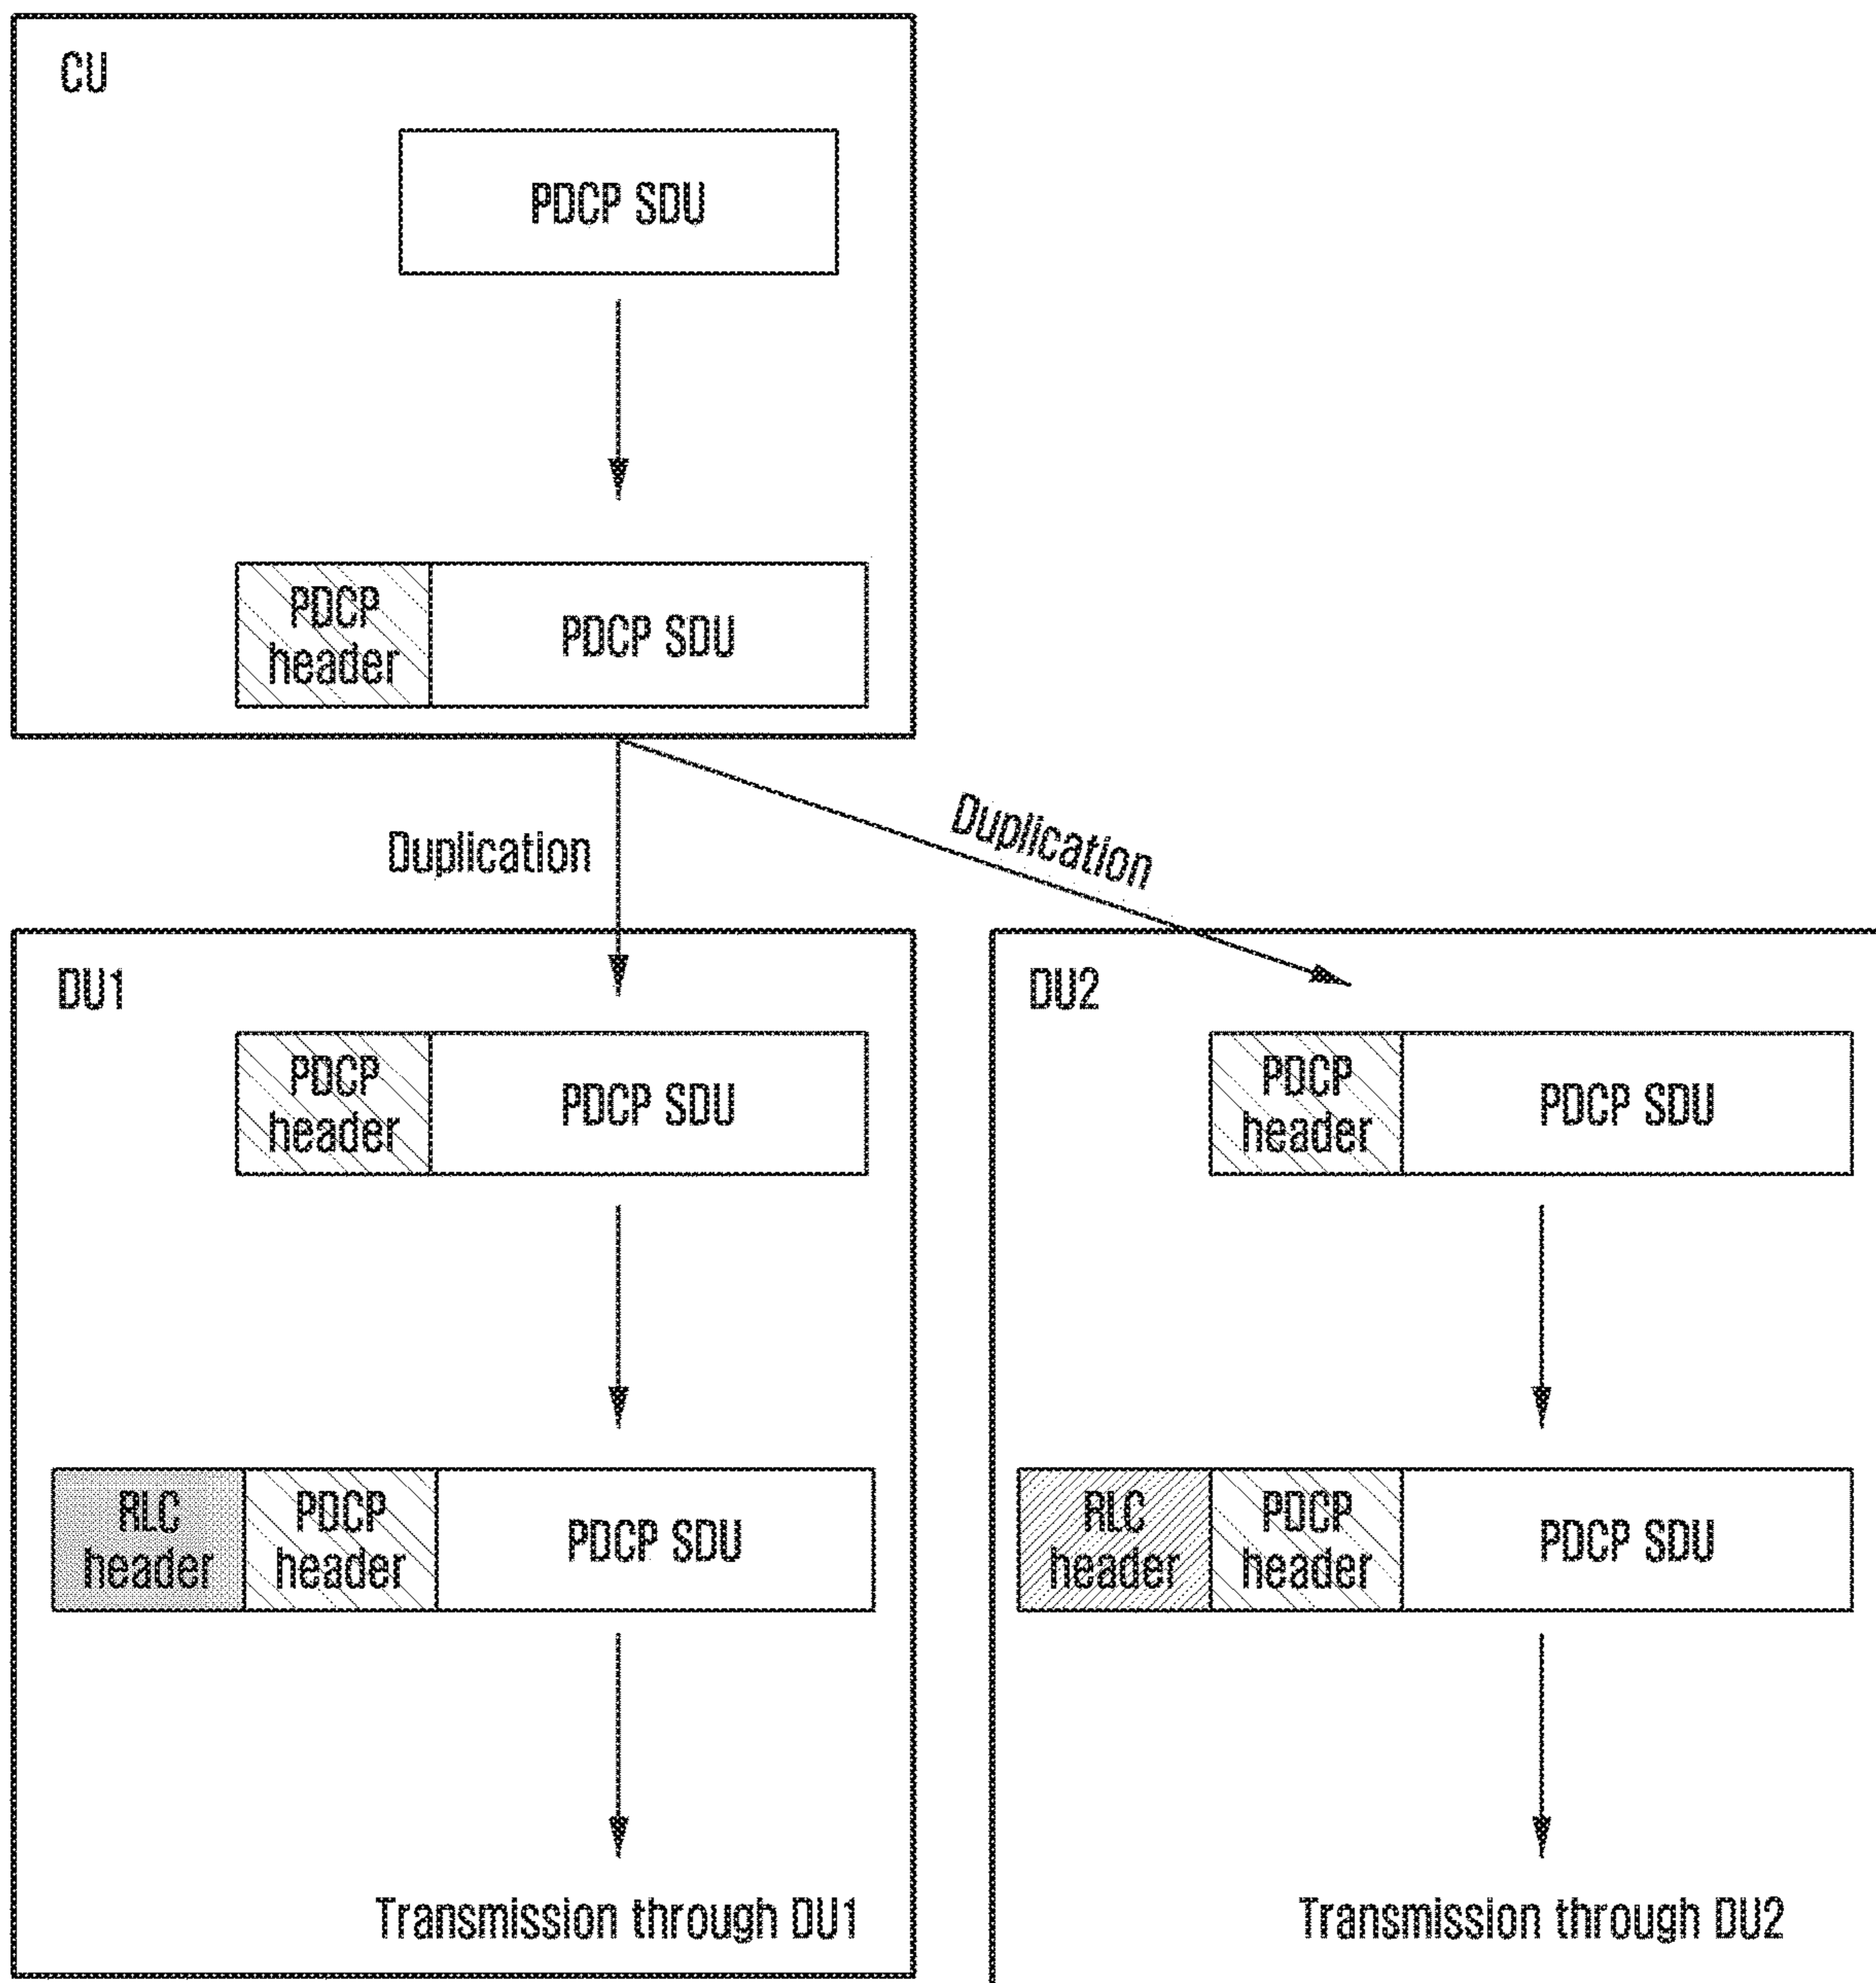 CU
PDCP SDU
PDCP
header
PDCP SDU
Duplication
Duplication
DU1
PDCP
header
PDCP SDU
RLC
header
PDCP
header
PDCP SDU
Transmission through DU1
DU2
PDCP
header
PDCP SDU
RLC
header
PDCP
header
PDCP SDU
Transmission through DU2